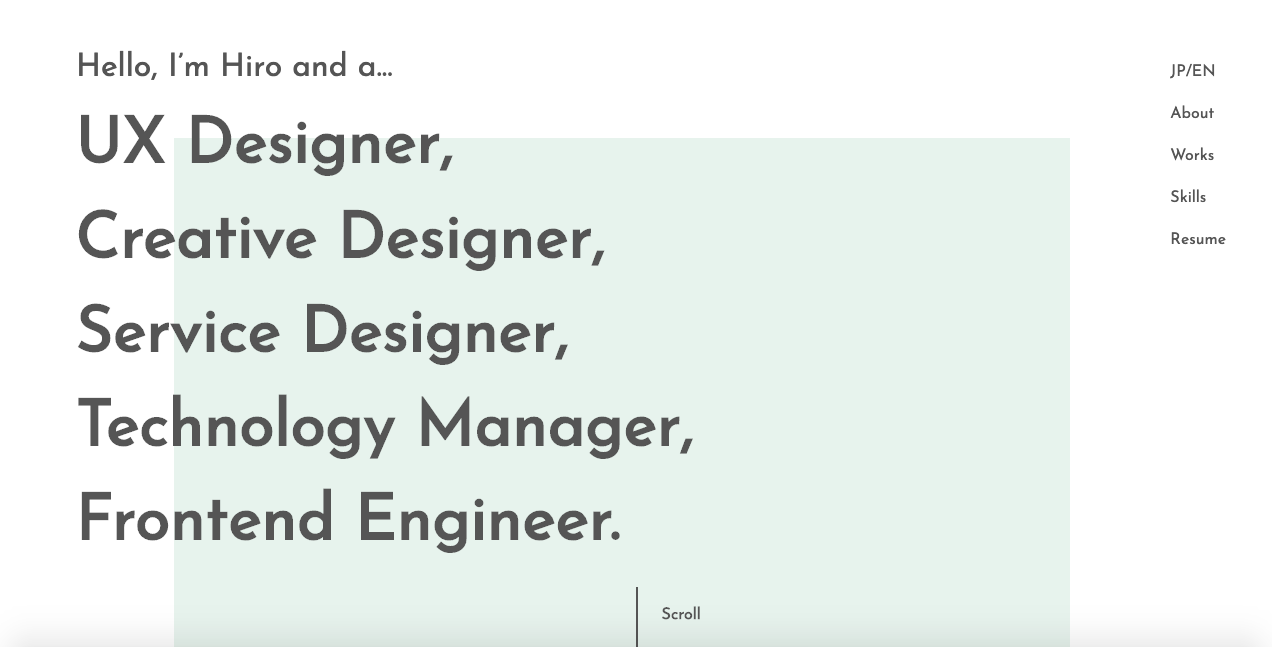 Hello, I’m Hiro and a...
UX Designer,
Creative Designer,
Service Designer,
Technology Manager,
Frontend Engineer.
JP/EN
About
Works
Skills
Resume
Scroll